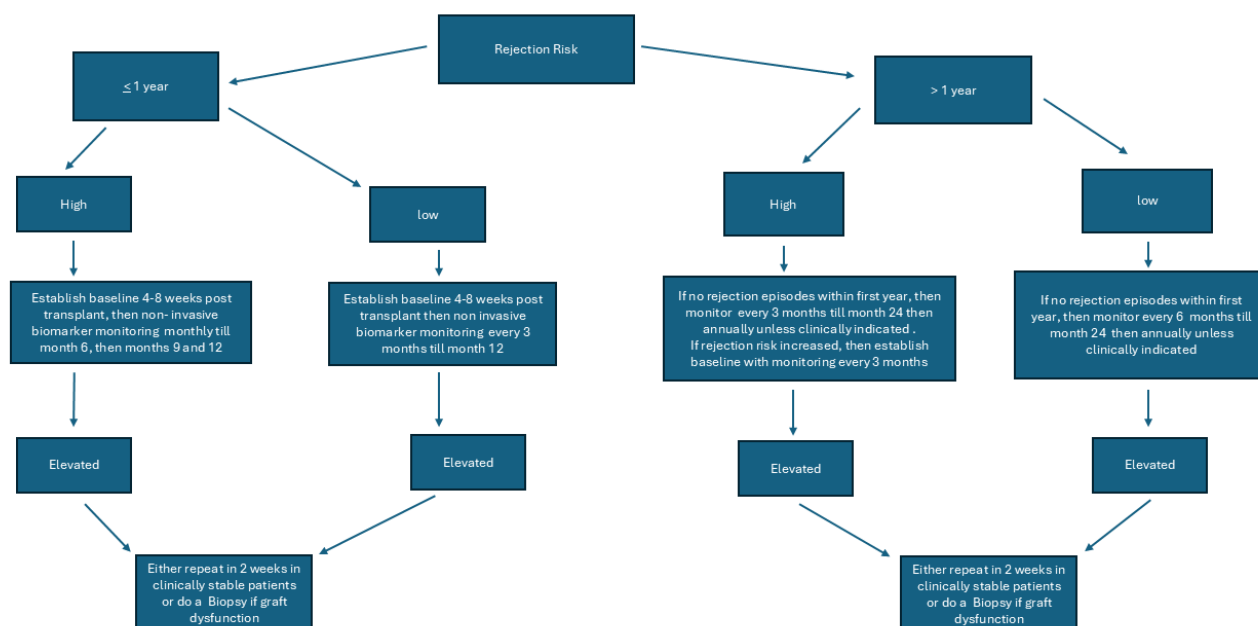 Rejection Risk
≤ 1 year
> 1 year
High
low
High
low
Establish baseline 4-8 weeks post
transplant, then non- invasive
biomarker monitoring monthly till
month 6, then months 9 and 12
Establish baseline 4-8 weeks post
transplant then non invasive
biomarker monitoring every 3
months till month 12
If no rejection episodes within first year, then
monitor every 3 months till month 24 then
annually unless clinically indicated .
If rejection risk increased, then establish
baseline with monitoring every 3 months
If no rejection episodes within first
year, then monitor every 6 months till
month 24 then annually unless
clinically indicated
Elevated
Elevated
Elevated
Elevated
Either repeat in 2 weeks in
clinically stable patients
or do a Biopsy if graft
dysfunction
Either repeat in 2 weeks in
clinically stable patients
or do a Biopsy if graft
dysfunction